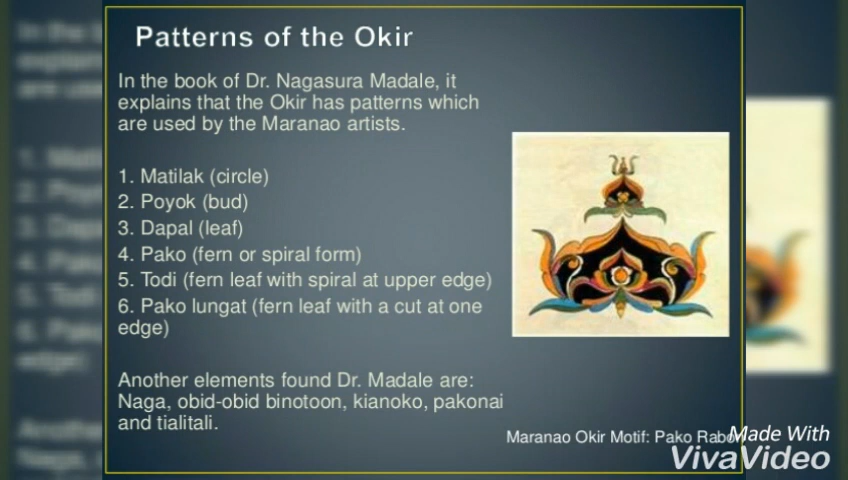 Patterns of the Okir
In the book of Dr. Nagasura Madale, it
explains that the Okir has patterns which
are used by the Maranao artists.
1. Matilak (circle)
2. Poyok (bud)
3. Dapal (leaf)
4. Pako (fern or spiral form)
5. Todi (fern leaf with spiral at upper edge)
6. Pako lungat (fern leaf with a cut at one
edge)
Another elements found Dr. Madale are:
Naga, obid-obid binotoon, kianoko, pakonai
and tialitali.
Maranao Okir Motif: Pako
Made With
VivaVideo